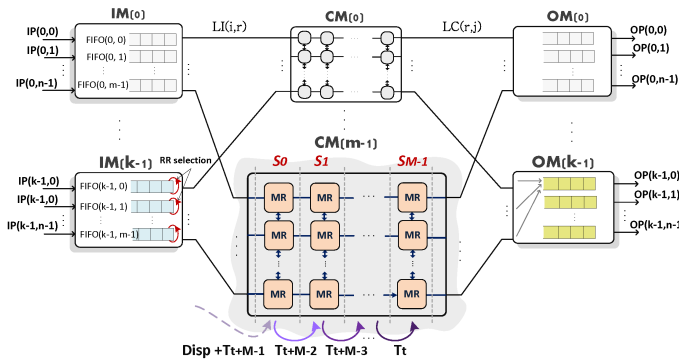 IM(0)
LI(i,r)
CM(0)
LC(r,j)
OM(0)
IP(0,0)
IP(0,1)
IP(0,n-1)
FIFO(0, 0)
FIFO(0, 1)
FIFO(0, m-1)
OP(0,0)
OP(0,1)
OP(0,n-1)
IM(k-1)
RR selection
IP(k-1,0)
IP(k-1,0)
IP(k-1,n-1)
FIFO(k-1, 0)
FIFO(k-1, 1)
FIFO(k-1, m-1)
CM(m-1)
S0 S1 SM-1
MR MR MR
MR MR MR
MR MR MR
OM(k-1)
OP(k-1,0)
OP(k-1,1)
OP(k-1,n-1)
Disp +Tt+M-1 Tt+M-2 Tt+M-3 Tt